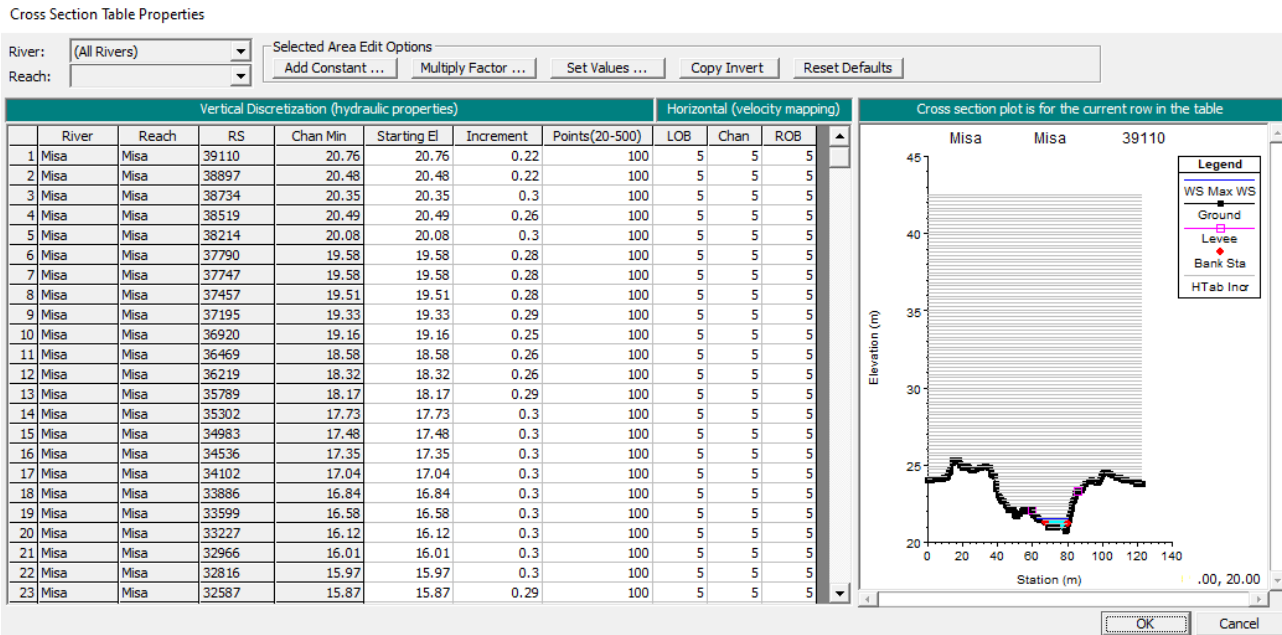 Cross Section Table Properties
River: (All Rivers)
Reach:
Selected Area Edit Options
Add Constant ... Multiply Factor ... Set Values ... Copy Invert Reset Defaults
Vertical Discretization (hydraulic properties) Horizontal (velocity mapping)
River Reach RS Chan Min Starting El Increment Points(20-500) LOB Chan ROB
1 Misa Misa 39110 20.76 20.76 0.22 100 5 5 5
2 Misa Misa 38897 20.48 20.48 0.22 100 5 5 5
3 Misa Misa 38734 20.35 20.35 0.3 100 5 5 5
4 Misa Misa 38519 20.49 20.49 0.26 100 5 5 5
5 Misa Misa 38214 20.08 20.08 0.3 100 5 5 5
6 Misa Misa 37790 19.58 19.58 0.28 100 5 5 5
7 Misa Misa 37747 19.58 19.58 0.28 100 5 5 5
8 Misa Misa 37457 19.51 19.51 0.28 100 5 5 5
9 Misa Misa 37195 19.33 19.33 0.29 100 5 5 5
10 Misa Misa 36920 19.16 19.16 0.25 100 5 5 5
11 Misa Misa 36469 18.58 18.58 0.26 100 5 5 5
12 Misa Misa 36219 18.32 18.32 0.26 100 5 5 5
13 Misa Misa 35789 18.17 18.17 0.29 100 5 5 5
14 Misa Misa 35302 17.73 17.73 0.3 100 5 5 5
15 Misa Misa 34983 17.48 17.48 0.3 100 5 5 5
16 Misa Misa 34536 17.35 17.35 0.3 100 5 5 5
17 Misa Misa 34102 17.04 17.04 0.3 100 5 5 5
18 Misa Misa 33886 16.84 16.84 0.3 100 5 5 5
19 Misa Misa 33599 16.58 16.58 0.3 100 5 5 5
20 Misa Misa 33227 16.12 16.12 0.3 100 5 5 5
21 Misa Misa 32966 16.01 16.01 0.3 100 5 5 5
22 Misa Misa 32816 15.97 15.97 0.3 100 5 5 5
23 Misa Misa 32587 15.87 15.87 0.29 100 5 5 5
Cross section plot is for the current row in the table
Misa Misa 39110
Legend
WS Max WS
Ground
Levee
Bank Sta
HTab Incr
Elevation (m)
45
40
35
30
25
20
0 20 40 60 80 100 120 140
Station (m)
.00, 20.00
OK Cancel